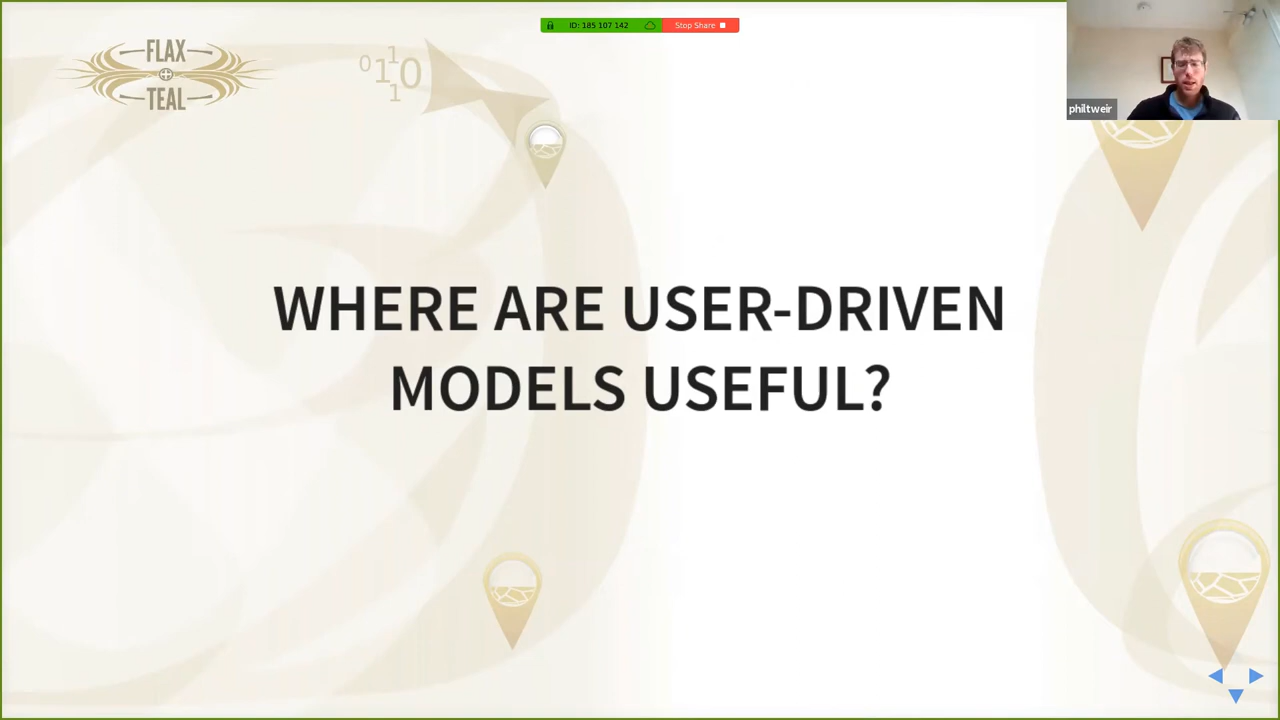 ID: 185 107 142
Stop Share
FLAX
TEAL
0 1 1 0
1
philtweir
WHERE ARE USER-DRIVEN
MODELS USEFUL?